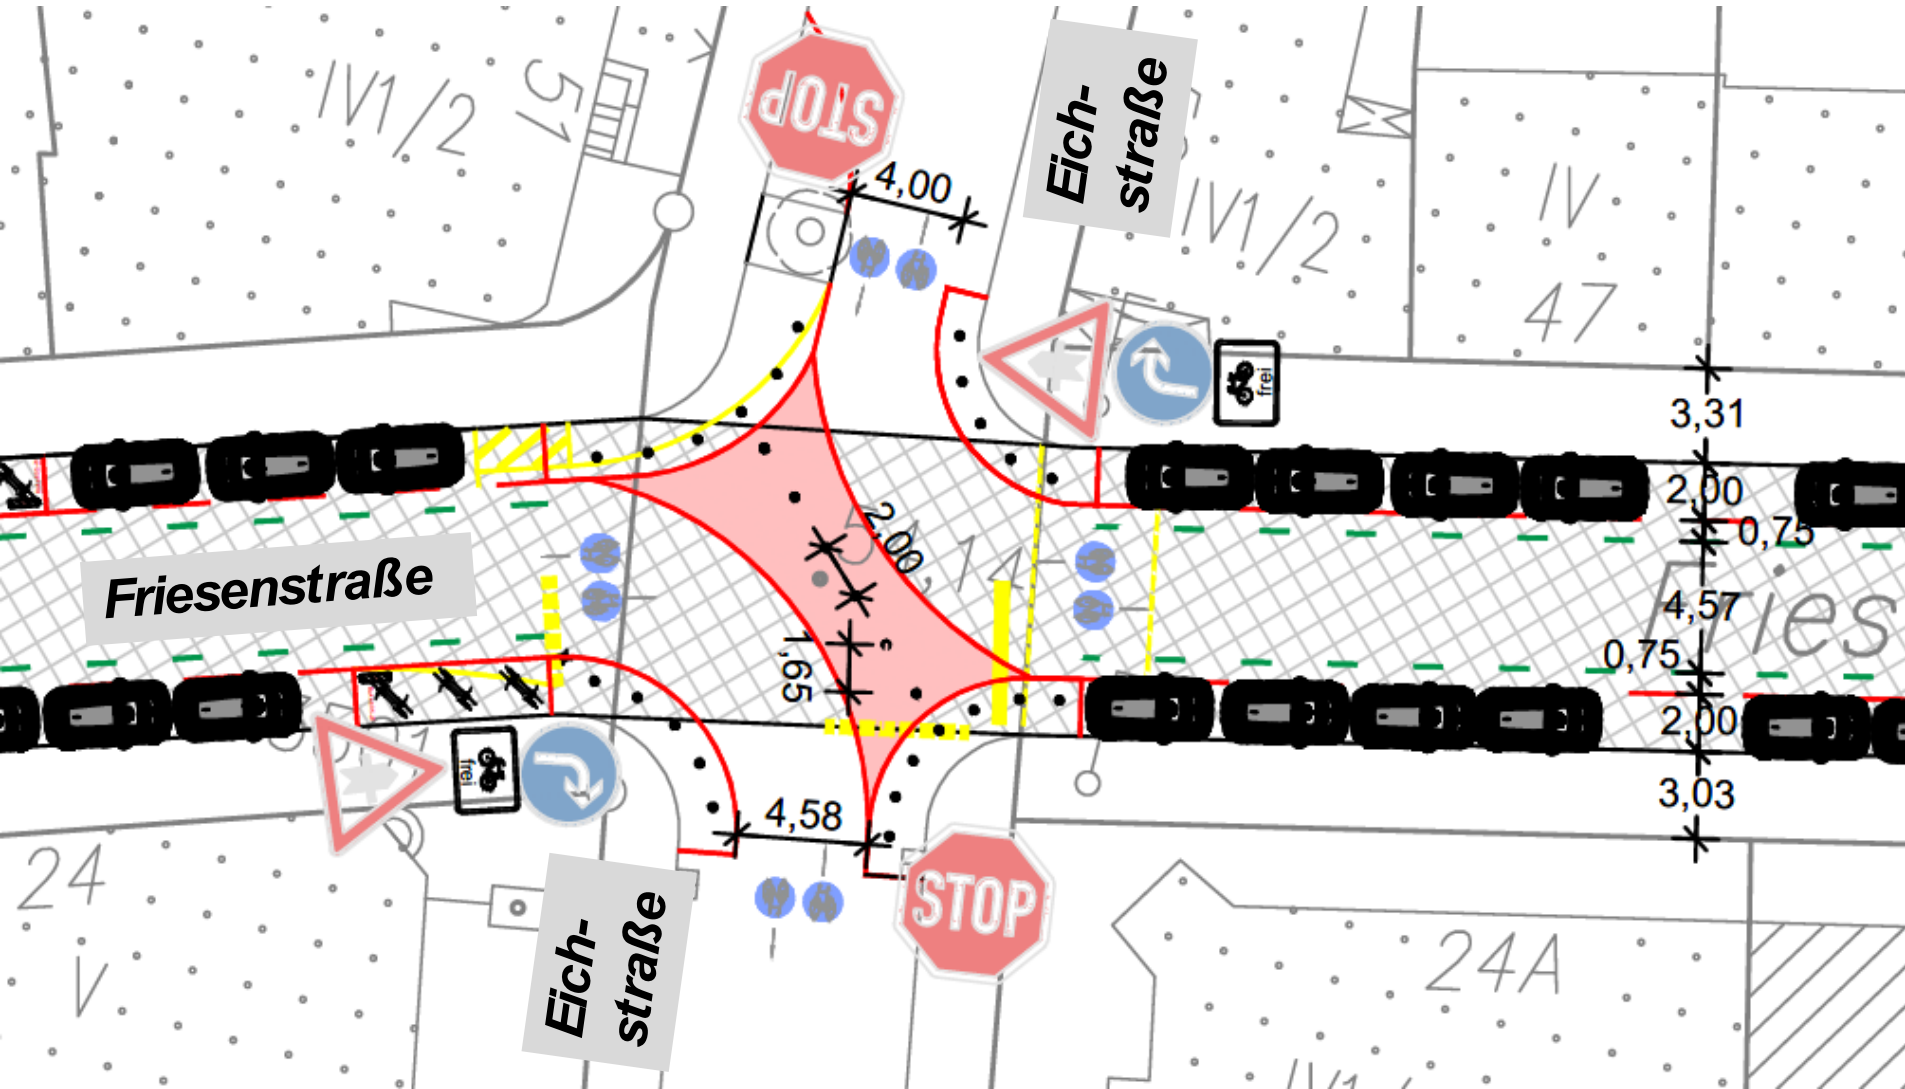 IV1/2
51
STOP
4,00
Eich-
straße
IV1/2
IV
47
3,31
frei
2,00
0,75
2,00
14
Friesenstraße
4,57
Fries
0,75
1,65
2,00
frei
4,58
3,03
24
V
STOP
Eich-
straße
24A